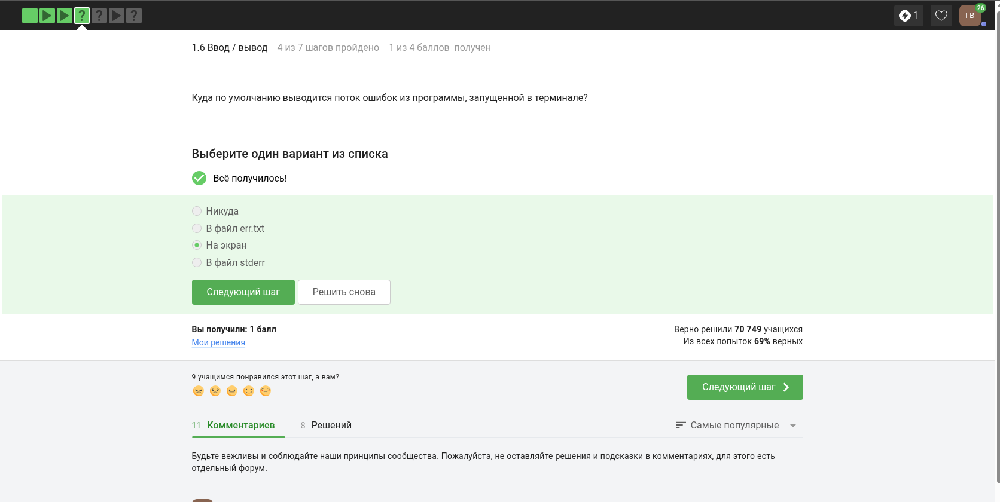 ? ? ?
1
ГВ
26
1.6 Ввод / вывод 4 из 7 шагов пройдено 1 из 4 баллов получен
Куда по умолчанию выводится поток ошибок из программы, запущенной в терминале?
Выберите один вариант из списка
Всё получилось!
Никуда
В файл err.txt
На экран
В файл stderr
Следующий шаг Решить снова
Вы получили: 1 балл
Мои решения
Верно решили 70 749 учащихся
Из всех попыток 69% верных
9 учащимся понравился этот шаг, а вам?
Следующий шаг
11 Комментариев 8 Решений Самые популярные
Будьте вежливы и соблюдайте наши принципы сообщества. Пожалуйста, не оставляйте решения и подсказки в комментариях, для этого есть
отдельный форум.